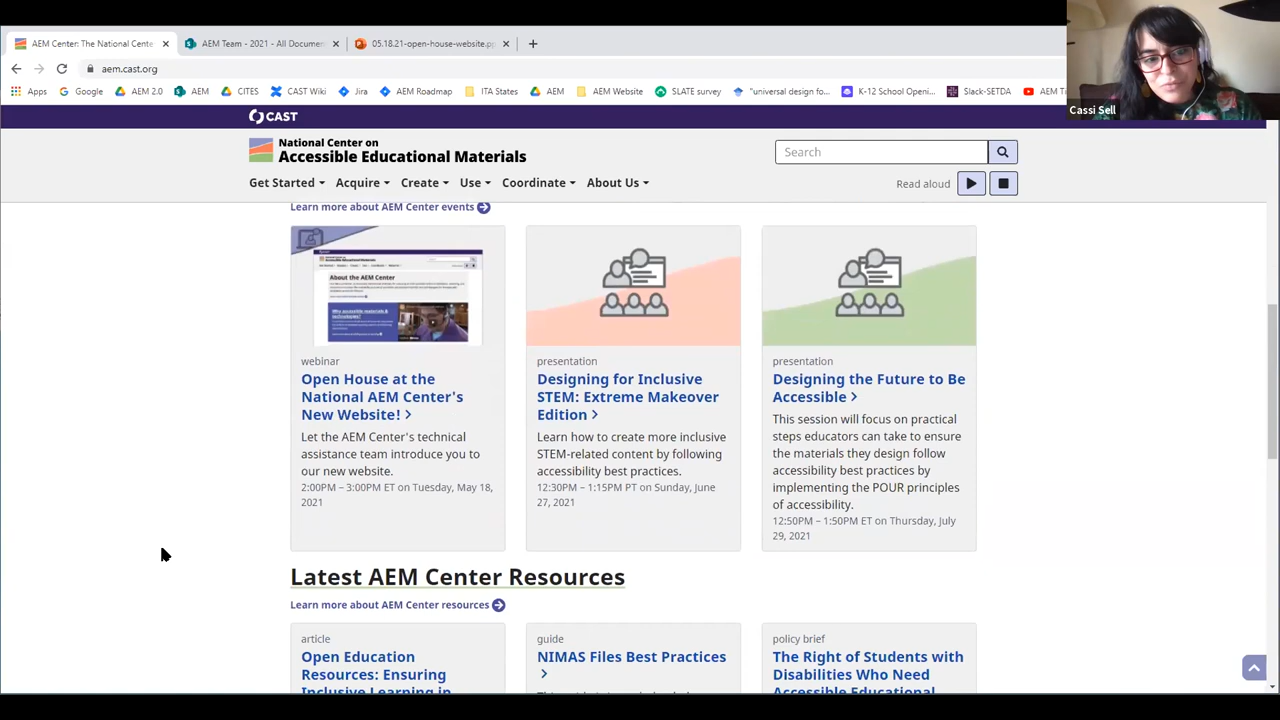 AEM Center: The National Cente
AEM Team - 2021 - All Documen
05.18.21-open-house-website.pp
aem.cast.org
Apps
Google
AEM 2.0
AEM
CITES
CAST Wiki
Jira
AEM Roadmap
ITA States
AEM
AEM Website
SLATE survey
"universal design fo...
K-12 School Openi...
Slack-SETDA
AEM Ti
Cassi Sell
CAST
National Center on
Accessible Educational Materials
Search
Get Started
Acquire
Create
Use
Coordinate
About Us
Read aloud
Learn more about AEM Center events
About the AEM Center
webinar
Open House at the
National AEM Center's
New Website!
Let the AEM Center's technical
assistance team introduce you to
our new website.
2:00PM – 3:00PM ET on Tuesday, May 18,
2021
presentation
Designing for Inclusive
STEM: Extreme Makeover
Edition
Learn how to create more inclusive
STEM-related content by following
accessibility best practices.
12:30PM – 1:15PM PT on Sunday, June
27, 2021
presentation
Designing the Future to Be
Accessible
This session will focus on practical
steps educators can take to ensure
the materials they design follow
accessibility best practices by
implementing the POUR principles
of accessibility.
12:50PM – 1:50PM ET on Thursday, July
29, 2021
Latest AEM Center Resources
Learn more about AEM Center resources
article
Open Education
Resources: Ensuring
Inclusive Learning in
guide
NIMAS Files Best Practices
policy brief
The Right of Students with
Disabilities Who Need
Accessible Educational